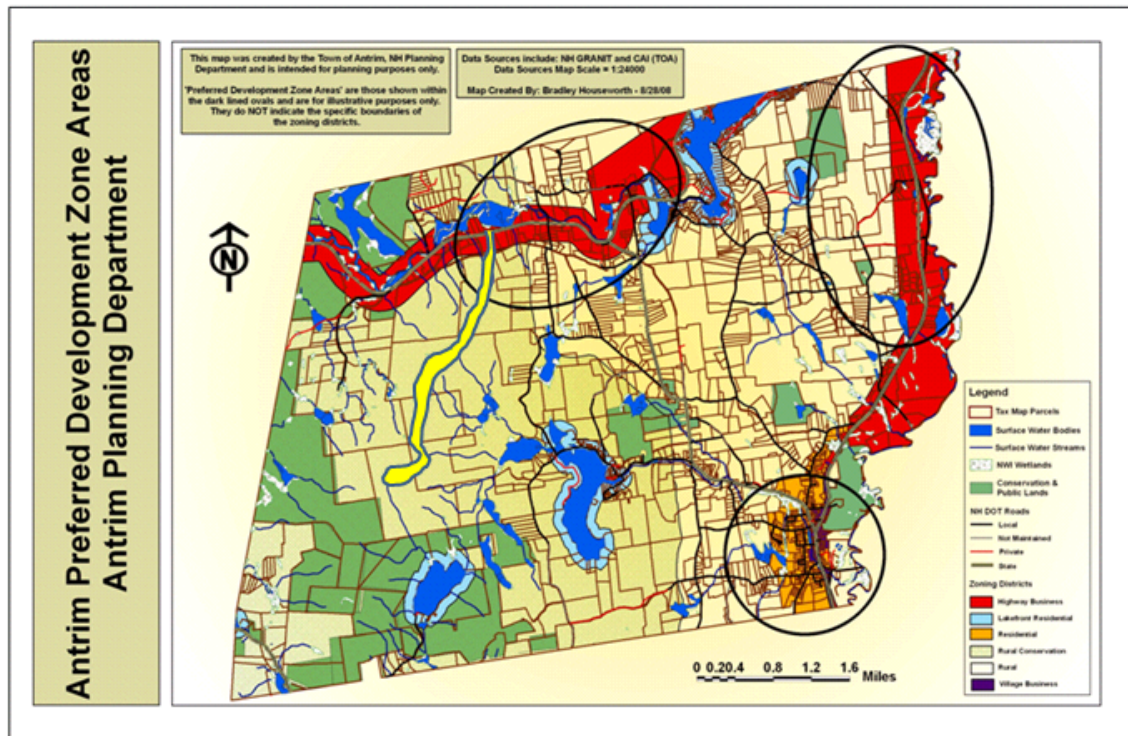 Antrim Preferred Development Zone Areas
Antrim Planning Department
This map was created by the Town of Antrim, NH Planning
Department and is intended for planning purposes only.
'Preferred Development Zone Areas' are those shown within
the dark lined ovals and are for illustrative purposes only.
They do NOT indicate the specific boundaries of
the zoning districts.
Data Sources include: NH GRANIT and CAI (TOA)
Data Sources Map Scale = 1:24000
Map Created By: Bradley Houseworth - 8/28/08
N
Legend
Tax Map Parcels
Surface Water Bodies
Surface Water Streams
NWI Wetlands
Conservation &
Public Lands
NH DOT Roads
Local
Not Maintained
Private
State
Zoning Districts
Highway Business
Lakefront Residential
Residential
Rural Conservation
Rural
Village Business
0 0.20.4 0.8 1.2 1.6
Miles